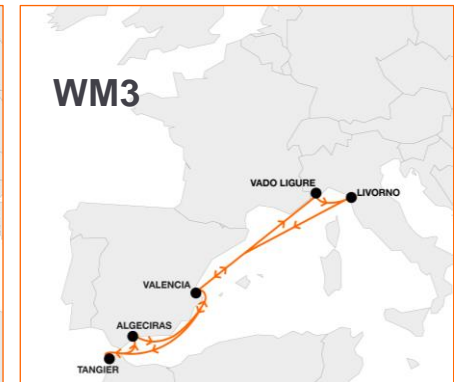 WM3
VADO LIGURE
LIVORNO
VALENCIA
ALGECIRAS
TANGIER